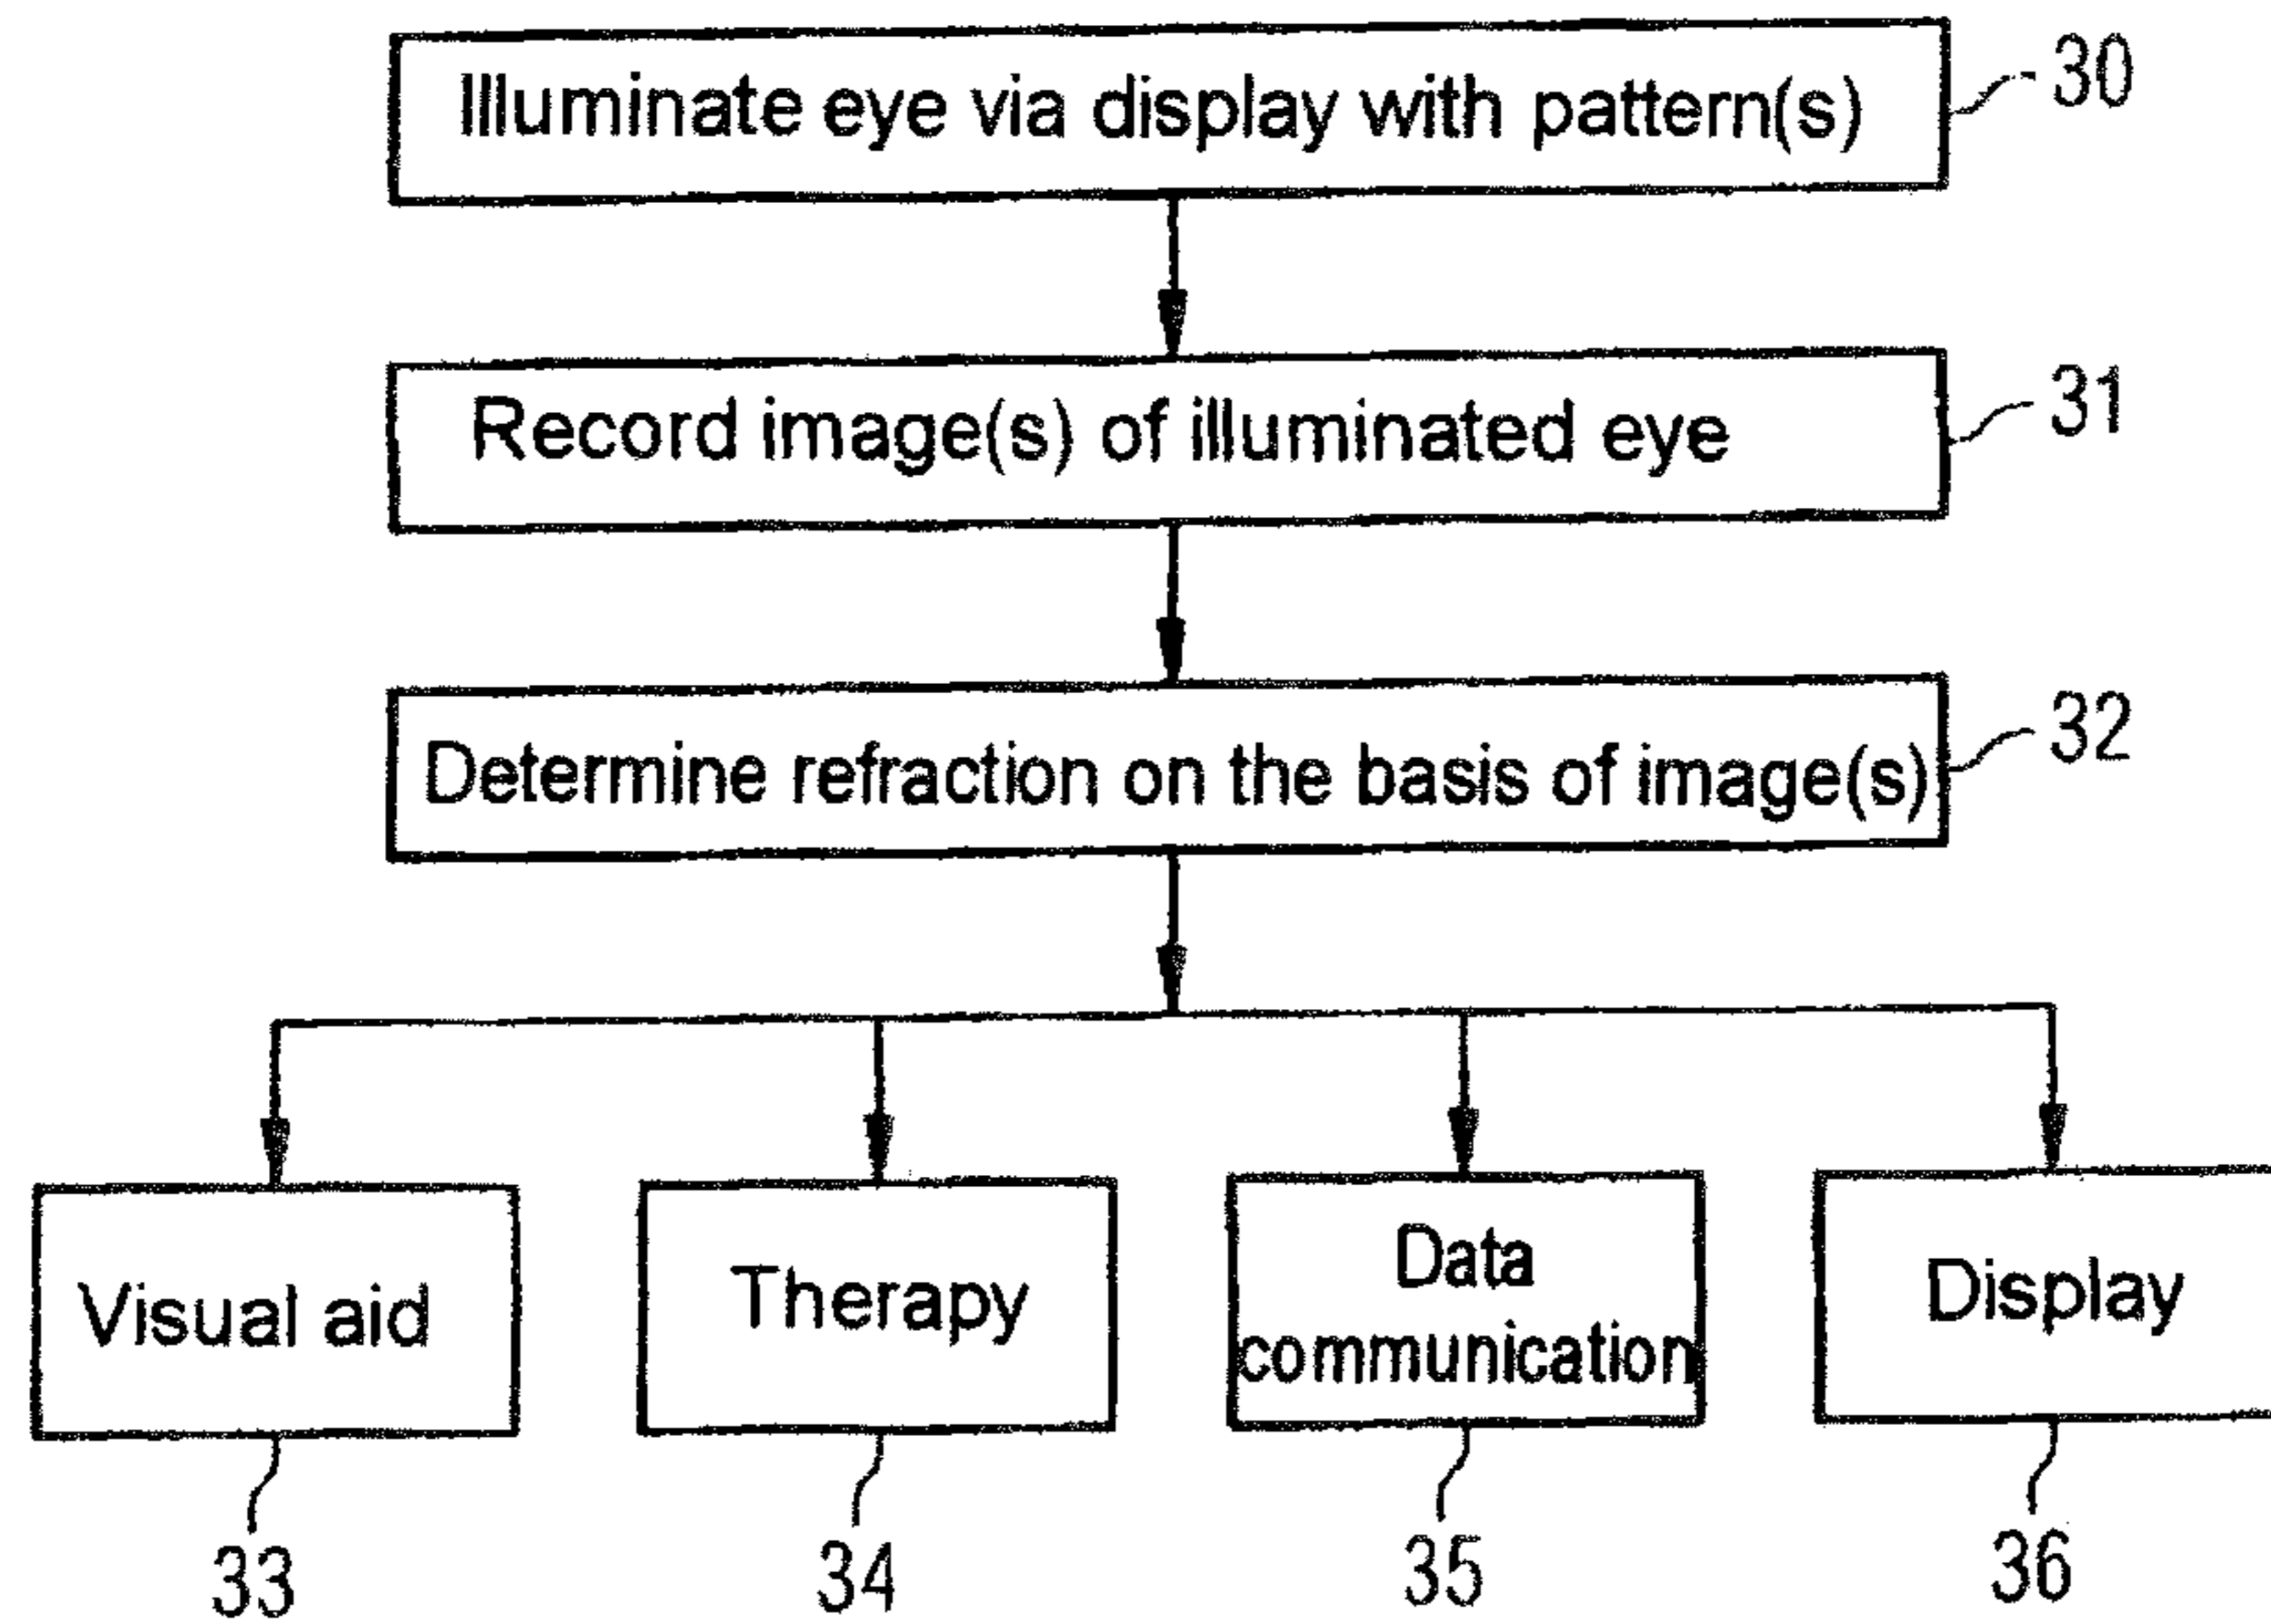 Illuminate eye via display with pattern(s)
30
Record image(s) of illuminated eye
31
Determine refraction on the basis of image(s)
32
Visual aid
Therapy
Data
communication
Display
33
34
35
36